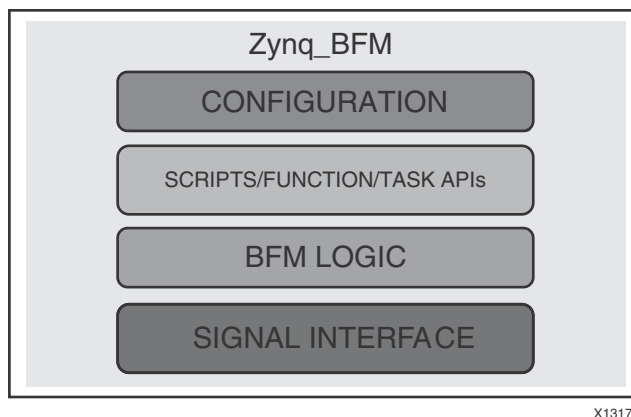 Zynq_BFM
CONFIGURATION
SCRIPTS/FUNCTION/TASK APIs
BFM LOGIC
SIGNAL INTERFACE
X1317